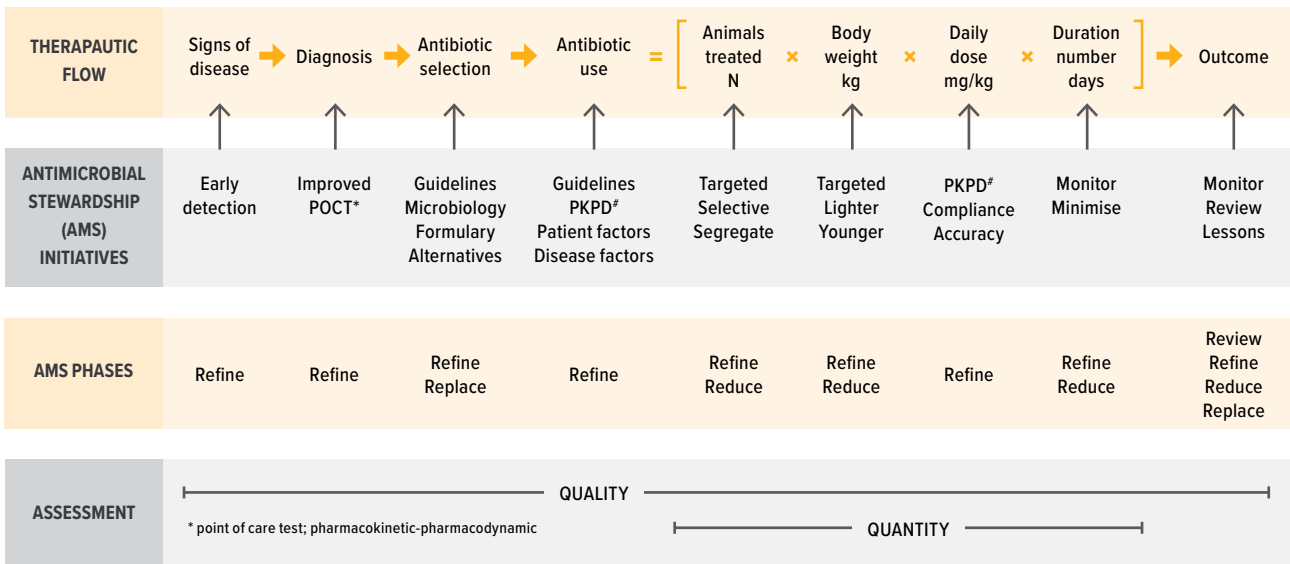 THERAPAUTIC
FLOW
Signs of
disease
Diagnosis
Antibiotic
selection
Antibiotic
use
=
[
Animals
treated
N
×
Body
weight
kg
×
Daily
dose
mg/kg
×
Duration
number
days
]
Outcome
ANTIMICROBIAL
STEWARDSHIP
(AMS)
INITIATIVES
Early
detection
Improved
POCT*
Guidelines
Microbiology
Formulary
Alternatives
Guidelines
PKPD#
Patient factors
Disease factors
Targeted
Selective
Segregate
Targeted
Lighter
Younger
PKPD#
Compliance
Accuracy
Monitor
Minimise
Monitor
Review
Lessons
AMS PHASES
Refine
Refine
Refine
Replace
Refine
Refine
Reduce
Refine
Reduce
Refine
Refine
Reduce
Review
Refine
Reduce
Replace
ASSESSMENT
QUALITY
* point of care test; pharmacokinetic-pharmacodynamic
QUANTITY